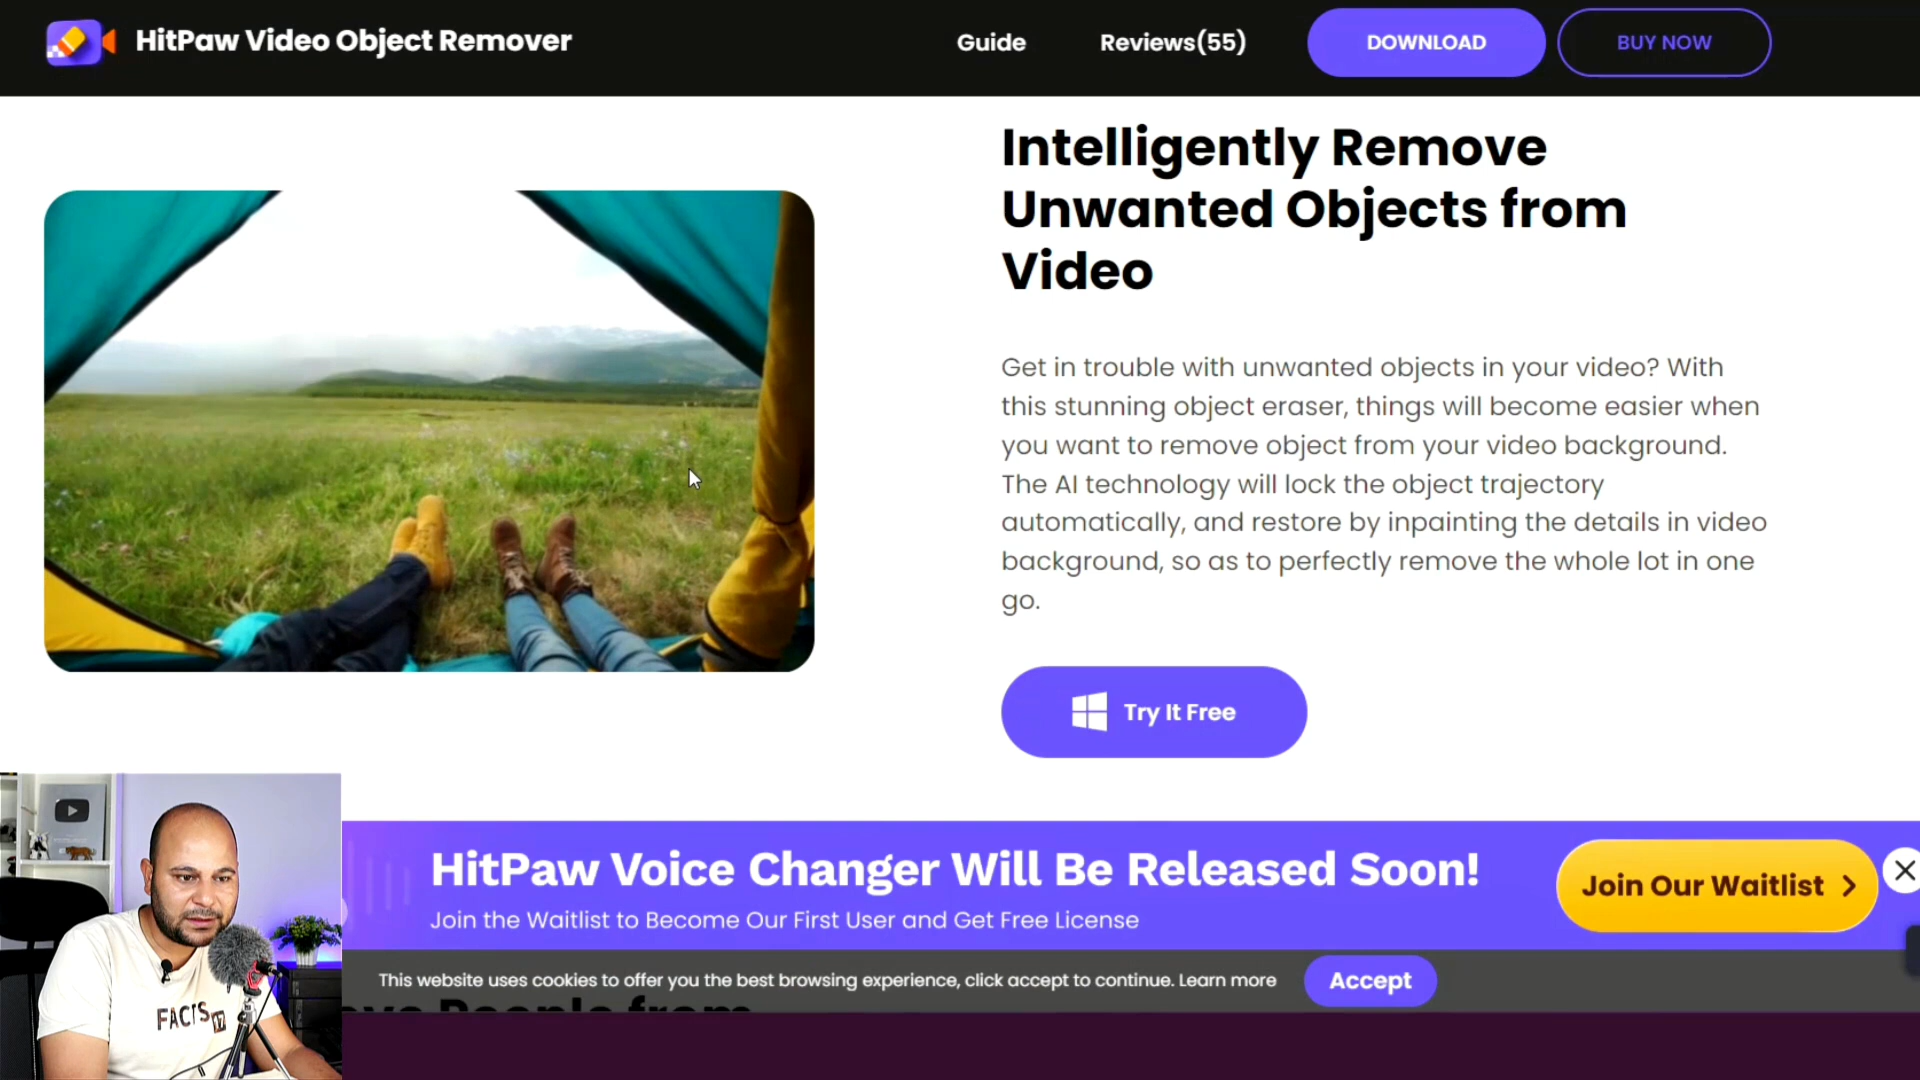 HitPaw Video Object Remover
Guide
Reviews(55)
DOWNLOAD
BUY NOW
Intelligently Remove
Unwanted Objects from
Video
Get in trouble with unwanted objects in your video? With
this stunning object eraser, things will become easier when
you want to remove object from your video background.
The AI technology will lock the object trajectory
automatically, and restore by inpainting the details in video
background, so as to perfectly remove the whole lot in one
go.
Try It Free
HitPaw Voice Changer Will Be Released Soon!
Join the Waitlist to Become Our First User and Get Free License
Join Our Waitlist
This website uses cookies to offer you the best browsing experience, click accept to continue. Learn more
Accept
People from
FACTS